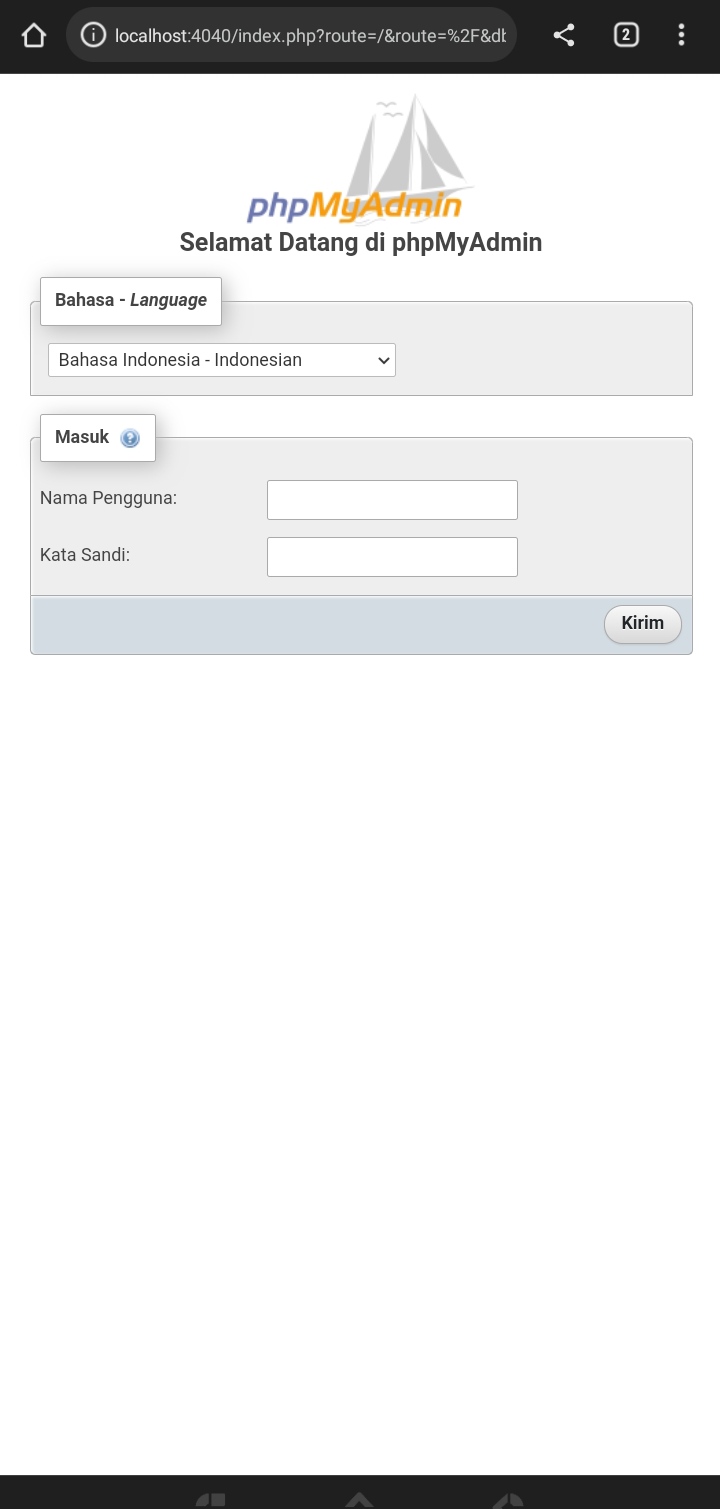 localhost:4040/index.php?route=/&route=%2F&db
2
phpMyAdmin
Selamat Datang di phpMyAdmin
Bahasa - Language
Bahasa Indonesia - Indonesian
Masuk
Nama Pengguna:
Kata Sandi:
Kirim